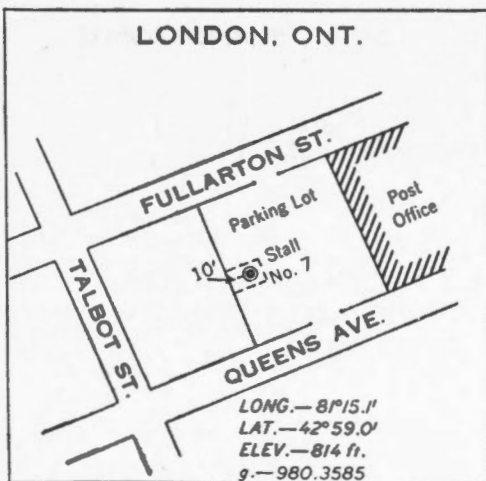 LONDON, ONT.
FULLARTON ST.
Parking Lot
Post
Office
Stall
No. 7
10'
TALBOT ST.
QUEENS AVE.
LONG.—81°15.1'
LAT.—42°59.0'
ELEV.—814 ft.
g.—980.3585